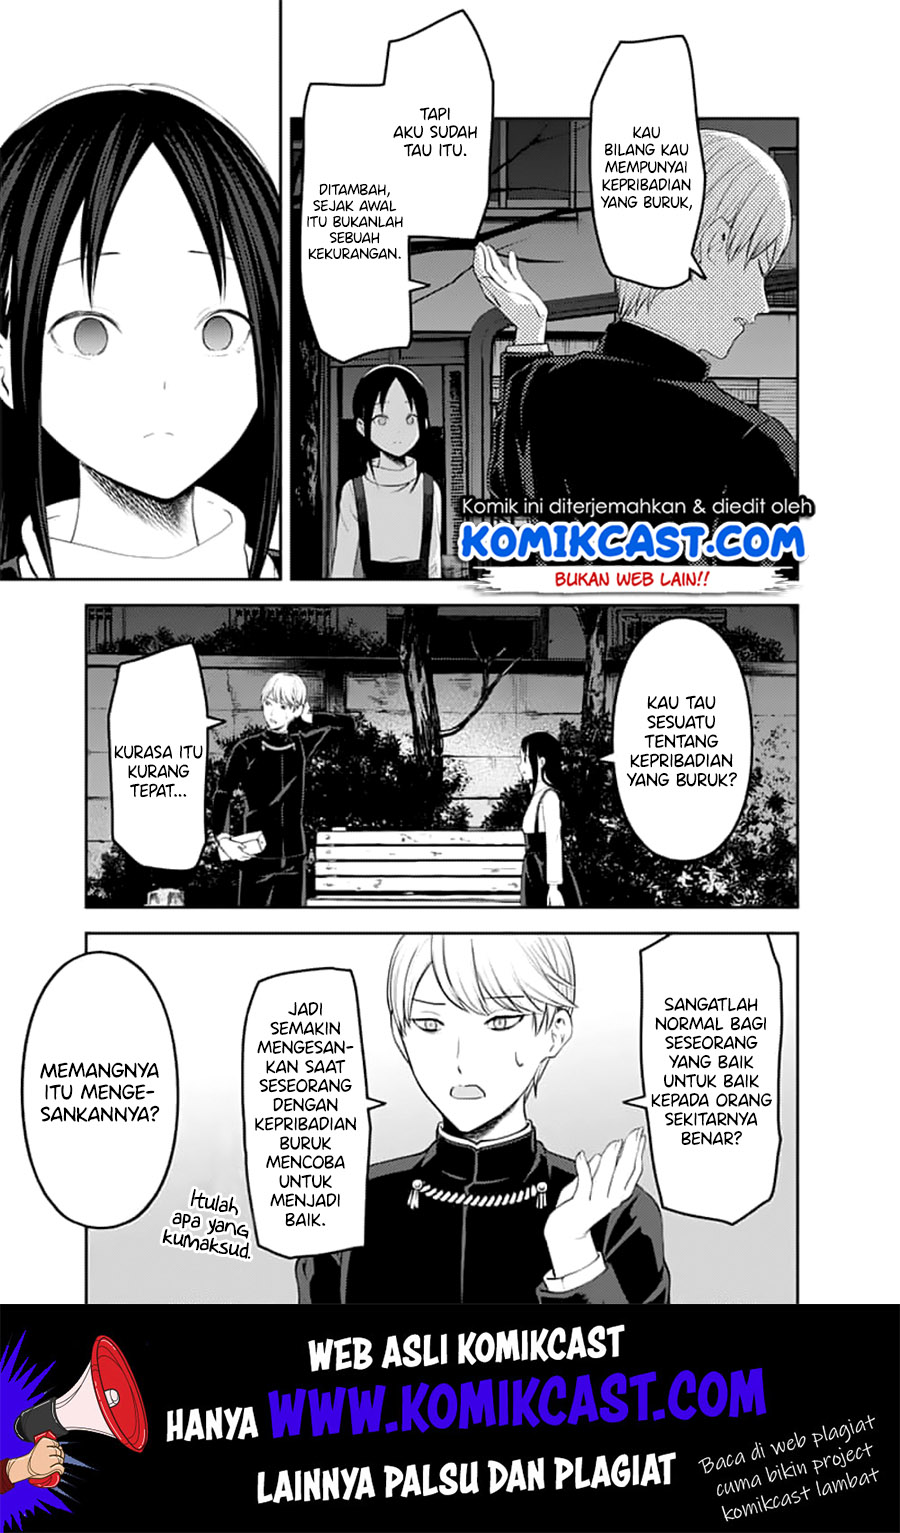 KAU
BILANG KAU
MEMPUNYAI
KEPRIBADIAN
YANG BURUK,
TAPI
AKU SUDAH
TAU ITU.
DITAMBAH,
SEJAK AWAL
ITU BUKANLAH
SEBUAH
KEKURANGAN.
Komik ini diterjemahkan & diedit oleh
KOMIKCAST.COM
BUKAN WEB LAIN!!
KAU TAU
SESUATU
TENTANG
KEPRIBADIAN
YANG BURUK?
KURASA ITU
KURANG
TEPAT...
SANGATLAH
NORMAL BAGI
SESEORANG
YANG BAIK
UNTUK BAIK
KEPADA ORANG
SEKITARNYA
BENAR?
JADI
SEMAKIN
MENGESAN-
KAN SAAT
SESEORANG
DENGAN
KEPRIBADIAN
BURUK
MENCOBA
UNTUK
MENJADI
BAIK.
Itulah
apa yang
kumaksud.
MEMANGNYA
ITU MENGE-
SANKANNYA?
WEB ASLI KOMIKCAST
HANYA WWW.KOMIKCAST.COM
LAINNYA PALSU DAN PLAGIAT
Baca di web plagiat
cuma bikin project
komikcast lambat